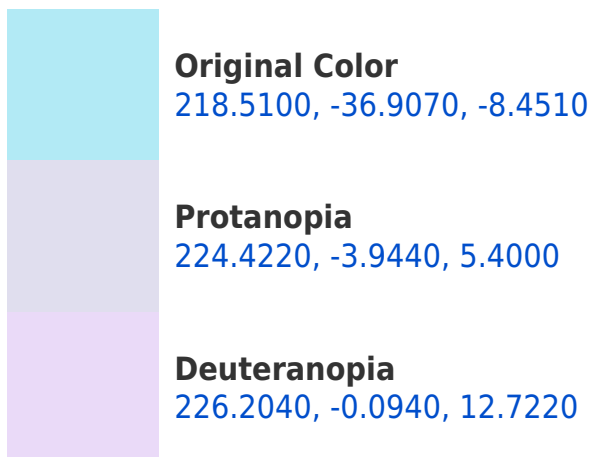 Original Color
218.5100, -36.9070, -8.4510
Protanopia
224.4220, -3.9440, 5.4000
Deuteranopia
226.2040, -0.0940, 12.7220